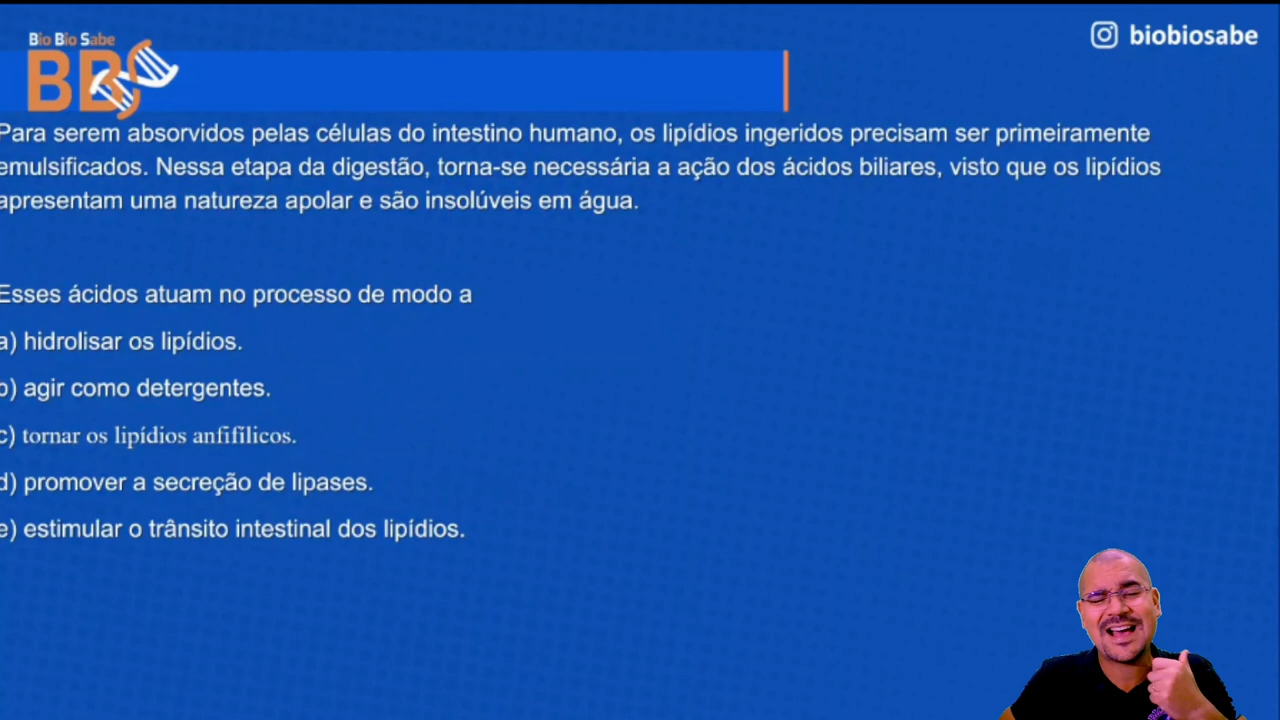 Bio Bio Sabe
BBS
biobiosabe
Para serem absorvidos pelas células do intestino humano, os lipídios ingeridos precisam ser primeiramente
emulsificados. Nessa etapa da digestão, torna-se necessária a ação dos ácidos biliares, visto que os lipídios
apresentam uma natureza apolar e são insolúveis em água.
Esses ácidos atuam no processo de modo a
a) hidrolisar os lipídios.
b) agir como detergentes.
c) tornar os lipídios anfifílicos.
d) promover a secreção de lipases.
e) estimular o trânsito intestinal dos lipídios.